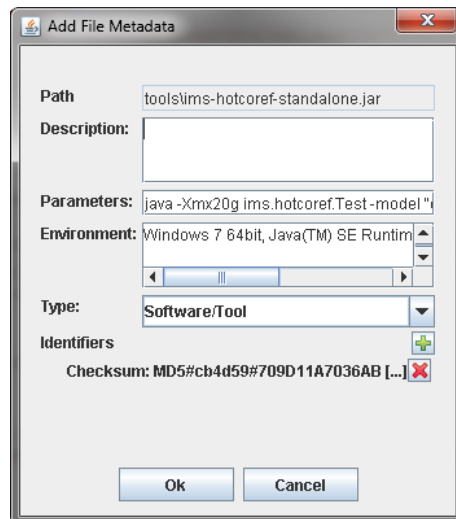 Add File Metadata
Path tools\ims-hotcoref-standalone.jar
Description:
Parameters: java -Xmx20g ims.hotcoref.Test -model "
Environment: Windows 7 64bit, Java(TM) SE Runtim
Type: Software/Tool
Identifiers
Checksum: MD5#cb4d59#709D11A7036AB [...]
Ok Cancel